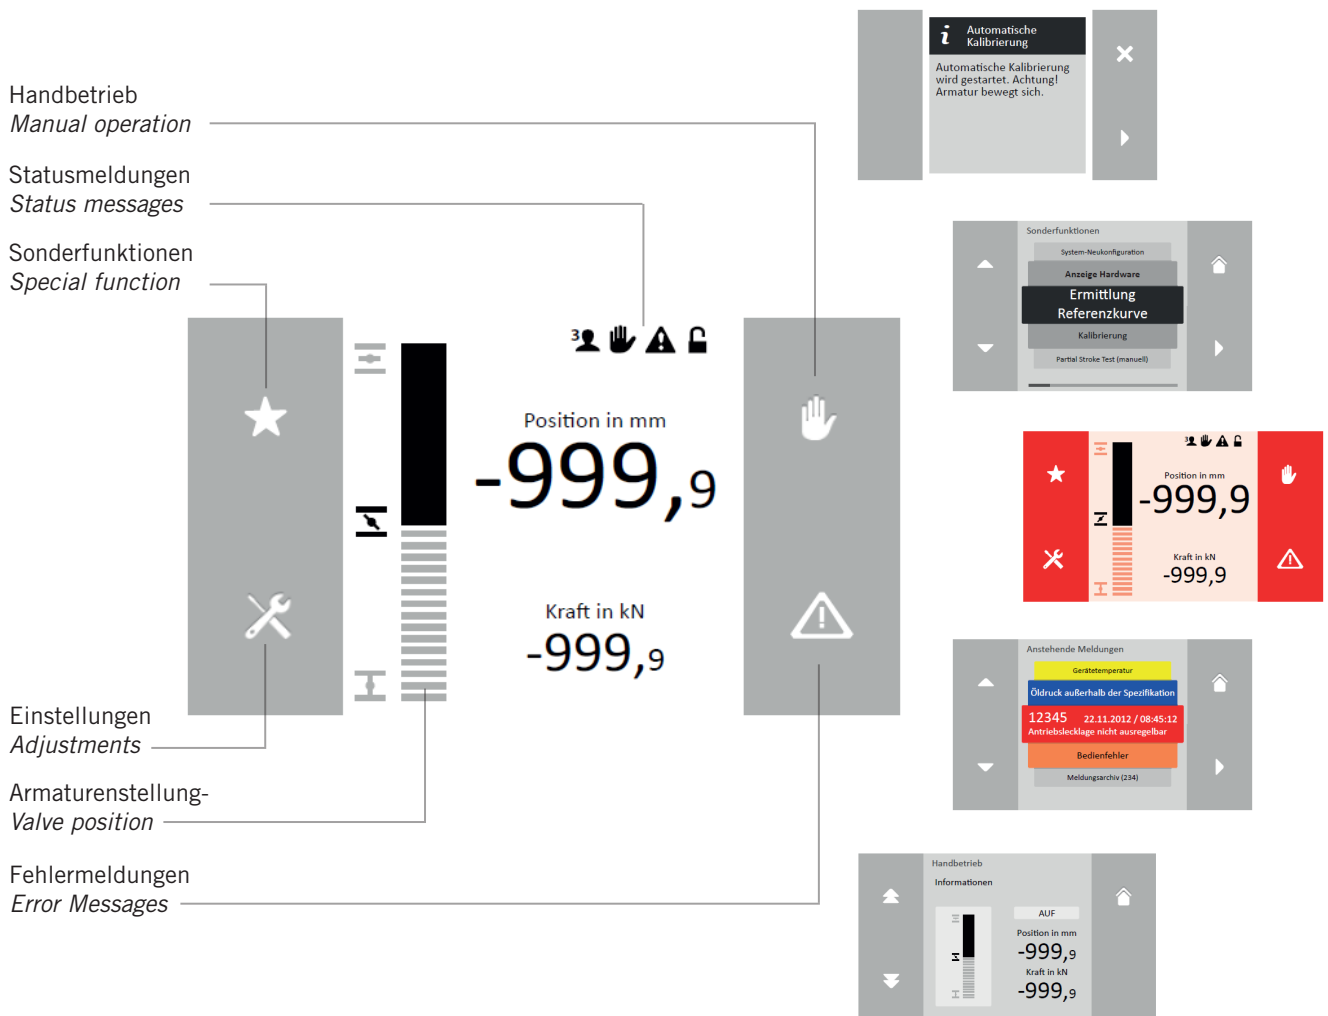 Handbetrieb
Manual operation
Statusmeldungen
Status messages
Sonderfunktionen
Special function
Einstellungen
Adjustments
Armaturenstellung-
Valve position
Fehlermeldungen
Error Messages
3
Position in mm
-999,9
Kraft in kN
-999,9
i Automatische
Kalibrierung
Automatische Kalibrierung
wird gestartet. Achtung!
Armatur bewegt sich.
Sonderfunktionen
System-Neukonfiguration
Anzeige Hardware
Ermittlung
Referenzkurve
Kalibrierung
Partial Stroke Test (manuell)
3
Position in mm
-999,9
Kraft in kN
-999,9
Anstehende Meldungen
Gerätetemperatur
Öldruck außerhalb der Spezifikation
12345 22.11.2012 / 08:45:12
Antriebslecklage nicht ausregelbar
Bedienfehler
Meldungsarchiv (234)
Handbetrieb
Informationen
AUF
Position in mm
-999,9
Kraft in kN
-999,9